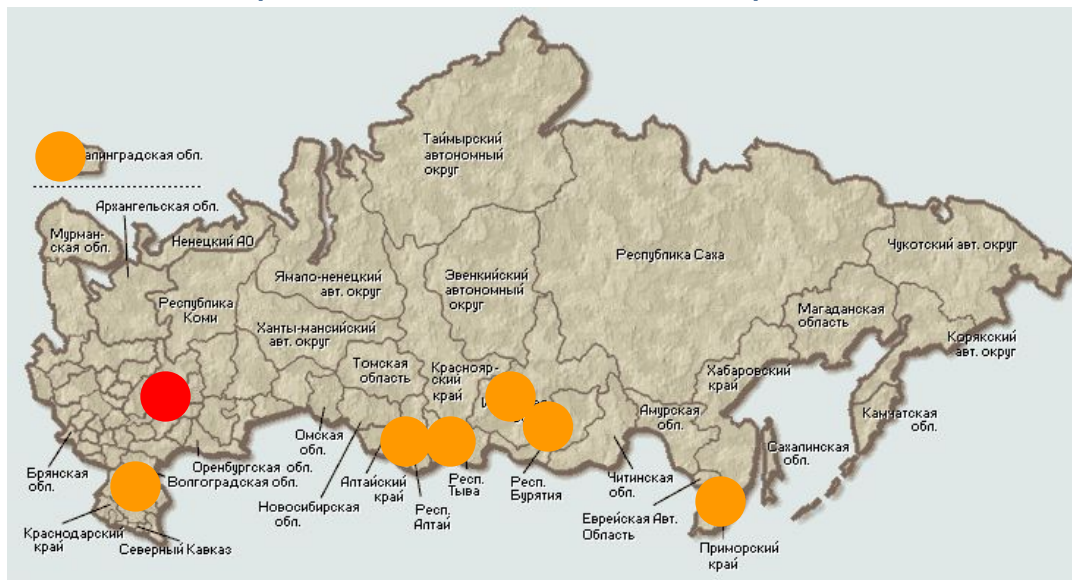 алинградская обл.
Архангельская обл.
Мурман-
ская обл.
Ненецкий АО
Таймырский
автономный
округ
Чукотский авт. округ
Республика Саха
Ямало-ненецкий
авт. округ
Эвенкийский
автономный
округ
Республика
Коми
Магаданская
область
Ханты-мансийский
авт. округ
Корякский
авт. округ
Томская
область
Краснояр-
ский
край
Хабаровский
край
Амурская
обл.
Камчатская
обл.
Сахалинская
обл.
Омская
обл.
Брянская
обл.
Оренбургская обл.
Волгоградская обл.
Алтайский
край
Новосибирская
обл.
Респ.
Алтай
Респ.
Тыва
Респ.
Бурятия
Читинская
обл.
Еврейская Авт.
Область
Краснодарский
край
Северный Кавказ
Приморский
край